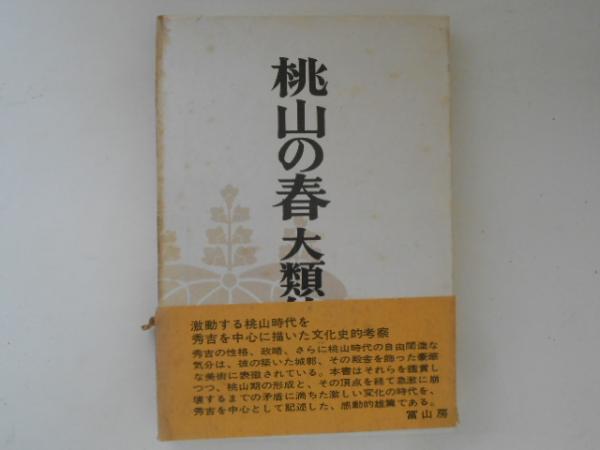 桃山の春
大類
激動する桃山時代を
秀吉を中心に描いた文化史的考察
秀吉の性格、政略、さらに桃山時代の自由闊達な
気分は、彼の築いた城郭、その殿舎を飾った豪華
な美術に表徴されている。本書はそれらを鑑賞し
つつ、桃山期の形成と、その頂点を経て急激に崩
壊するまでの矛盾に満ちた激しい変化の時代を、
秀吉を中心として記述した、感動的雄篇である。
冨山房